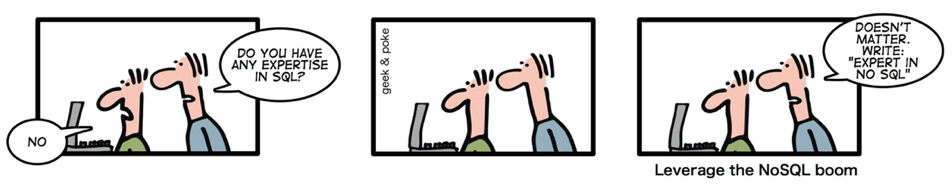 DO YOU HAVE
ANY EXPERTISE
IN SQL?
NO
geek & poke
DOESN'T
MATTER.
WRITE:
"EXPERT IN
NO SQL"
Leverage the NoSQL boom